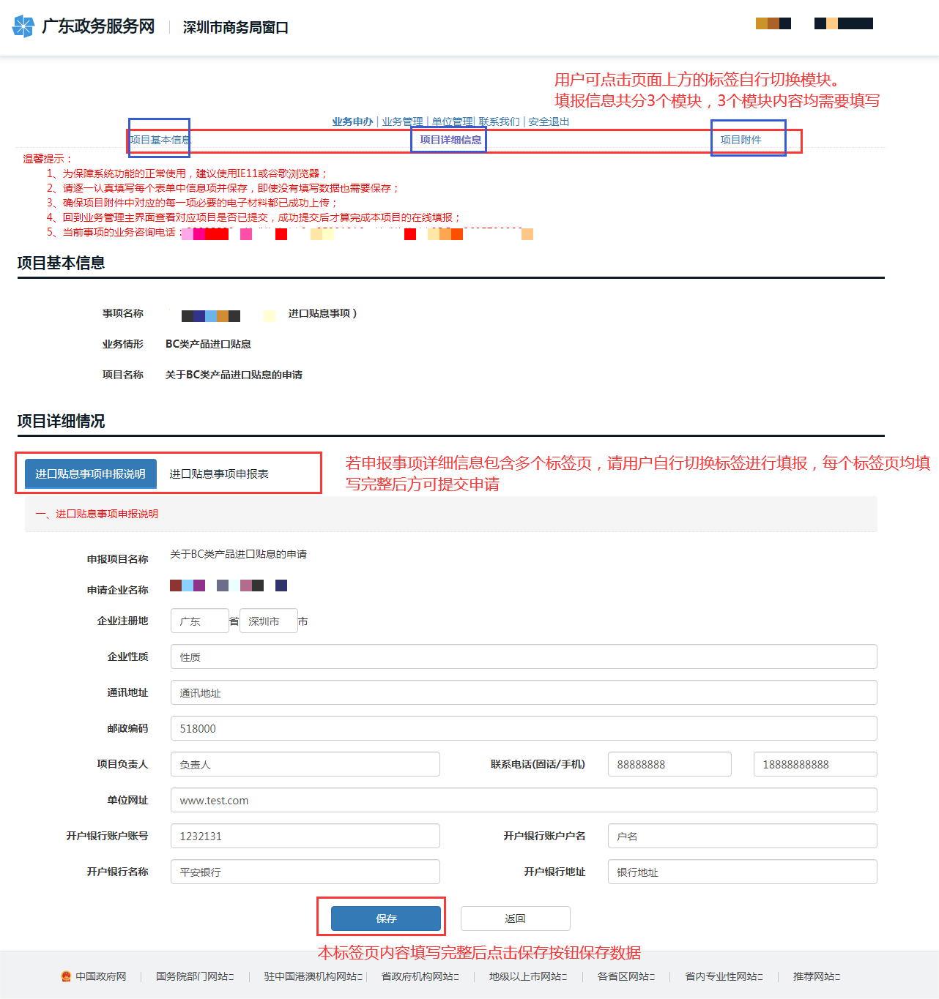 广东政务服务网
深圳市商务局窗口
用户可点击页面上方的标签自行切换模块。
填报信息共分3个模块，3个模块内容均需要填写
业务申办 | 业务管理 | 单位管理| 联系我们 | 安全退出
项目基本信息 项目详细信息 项目附件
温馨提示：
1、为保障系统功能的正常使用，建议使用IE11或谷歌浏览器；
2、请逐一认真填写每个表单中信息项并保存，即使没有填写数据也需要保存；
3、确保项目附件中对应的每一项必要的电子材料都已成功上传；
4、回到业务管理主界面查看对应项目是否已提交，成功提交后才算完成本项目的在线填报；
5、当前事项的业务咨询电话：
项目基本信息
事项名称 进口贴息事项）
业务情形 BC类产品进口贴息
项目名称 关于BC类产品进口贴息的申请
项目详细情况
进口贴息事项申报说明 进口贴息事项申报表
若申报事项详细信息包含多个标签页，请用户自行切换标签进行填报，每个标签页均填
写完整后方可提交申请
一、进口贴息事项申报说明
申报项目名称 关于BC类产品进口贴息的申请
申请企业名称
企业注册地 广东 省 深圳市 市
企业性质 性质
通讯地址 通讯地址
邮政编码 518000
项目负责人 负责人 联系电话(固话/手机) 88888888 18888888888
单位网址 www.test.com
开户银行账户账号 1232131 开户银行账户户名 户名
开户银行名称 平安银行 开户银行地址 银行地址
保存 返回
本标签页内容填写完整后点击保存按钮保存数据
中国政府网 国务院部门网站 驻中国港澳机构网站 省政府机构网站 地级以上市网站 各省区网站 省内专业性网站 推荐网站